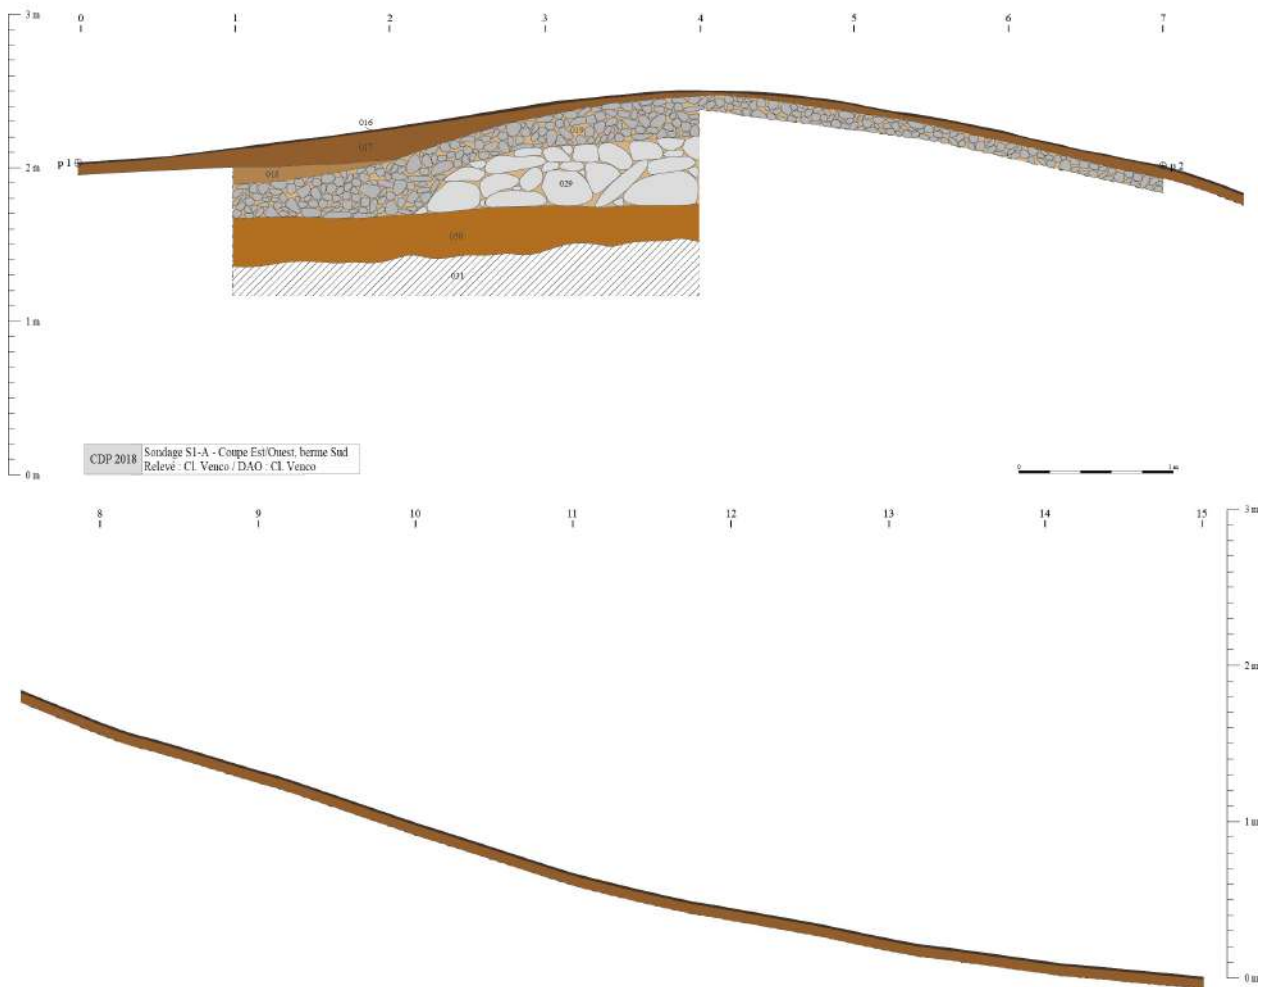 3 m
0 1 2 3 4 5 6 7
016
019
017
p 1
p 2
2 m
018
029
030
031
1 m
CDP 2018
Sondage S1-A - Coupe Est/Ouest, berme Sud
Relevé : Cl. Venco / DAO : Cl. Venco
0 1m
0 m
8 9 10 11 12 13 14 15
3 m
2 m
1 m
0 m